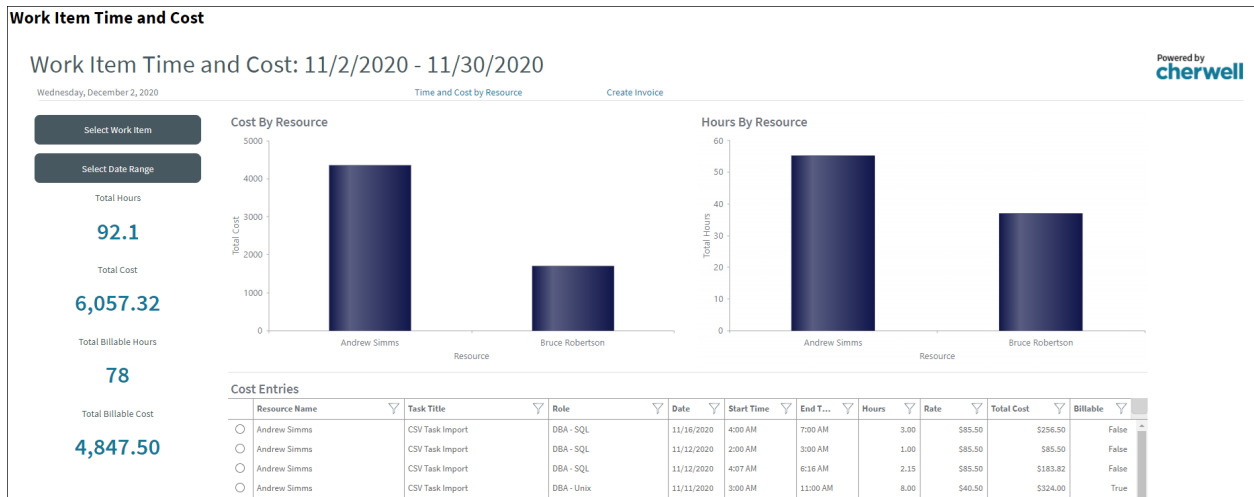 Work Item Time and Cost
Work Item Time and Cost: 11/2/2020 - 11/30/2020
Powered by
cherwell
Wednesday, December 2, 2020 Time and Cost by Resource Create Invoice
Select Work Item
Select Date Range
Total Hours
92.1
Total Cost
6,057.32
Total Billable Hours
78
Total Billable Cost
4,847.50
Cost By Resource
5000
4000
3000
2000
1000
0
Total Cost
Andrew Simms Bruce Robertson
Resource
Hours By Resource
60
50
40
30
20
10
0
Total Hours
Andrew Simms Bruce Robertson
Resource
Cost Entries
Resource Name Task Title Role Date Start Time End T... Hours Rate Total Cost Billable
Andrew Simms CSV Task Import DBA - SQL 11/16/2020 4:00 AM 7:00 AM 3.00 $85.50 $256.50 False
Andrew Simms CSV Task Import DBA - SQL 11/12/2020 2:00 AM 3:00 AM 1.00 $85.50 $85.50 False
Andrew Simms CSV Task Import DBA - SQL 11/12/2020 4:07 AM 6:16 AM 2.15 $85.50 $183.82 False
Andrew Simms CSV Task Import DBA - Unix 11/11/2020 3:00 AM 11:00 AM 8.00 $40.50 $324.00 True